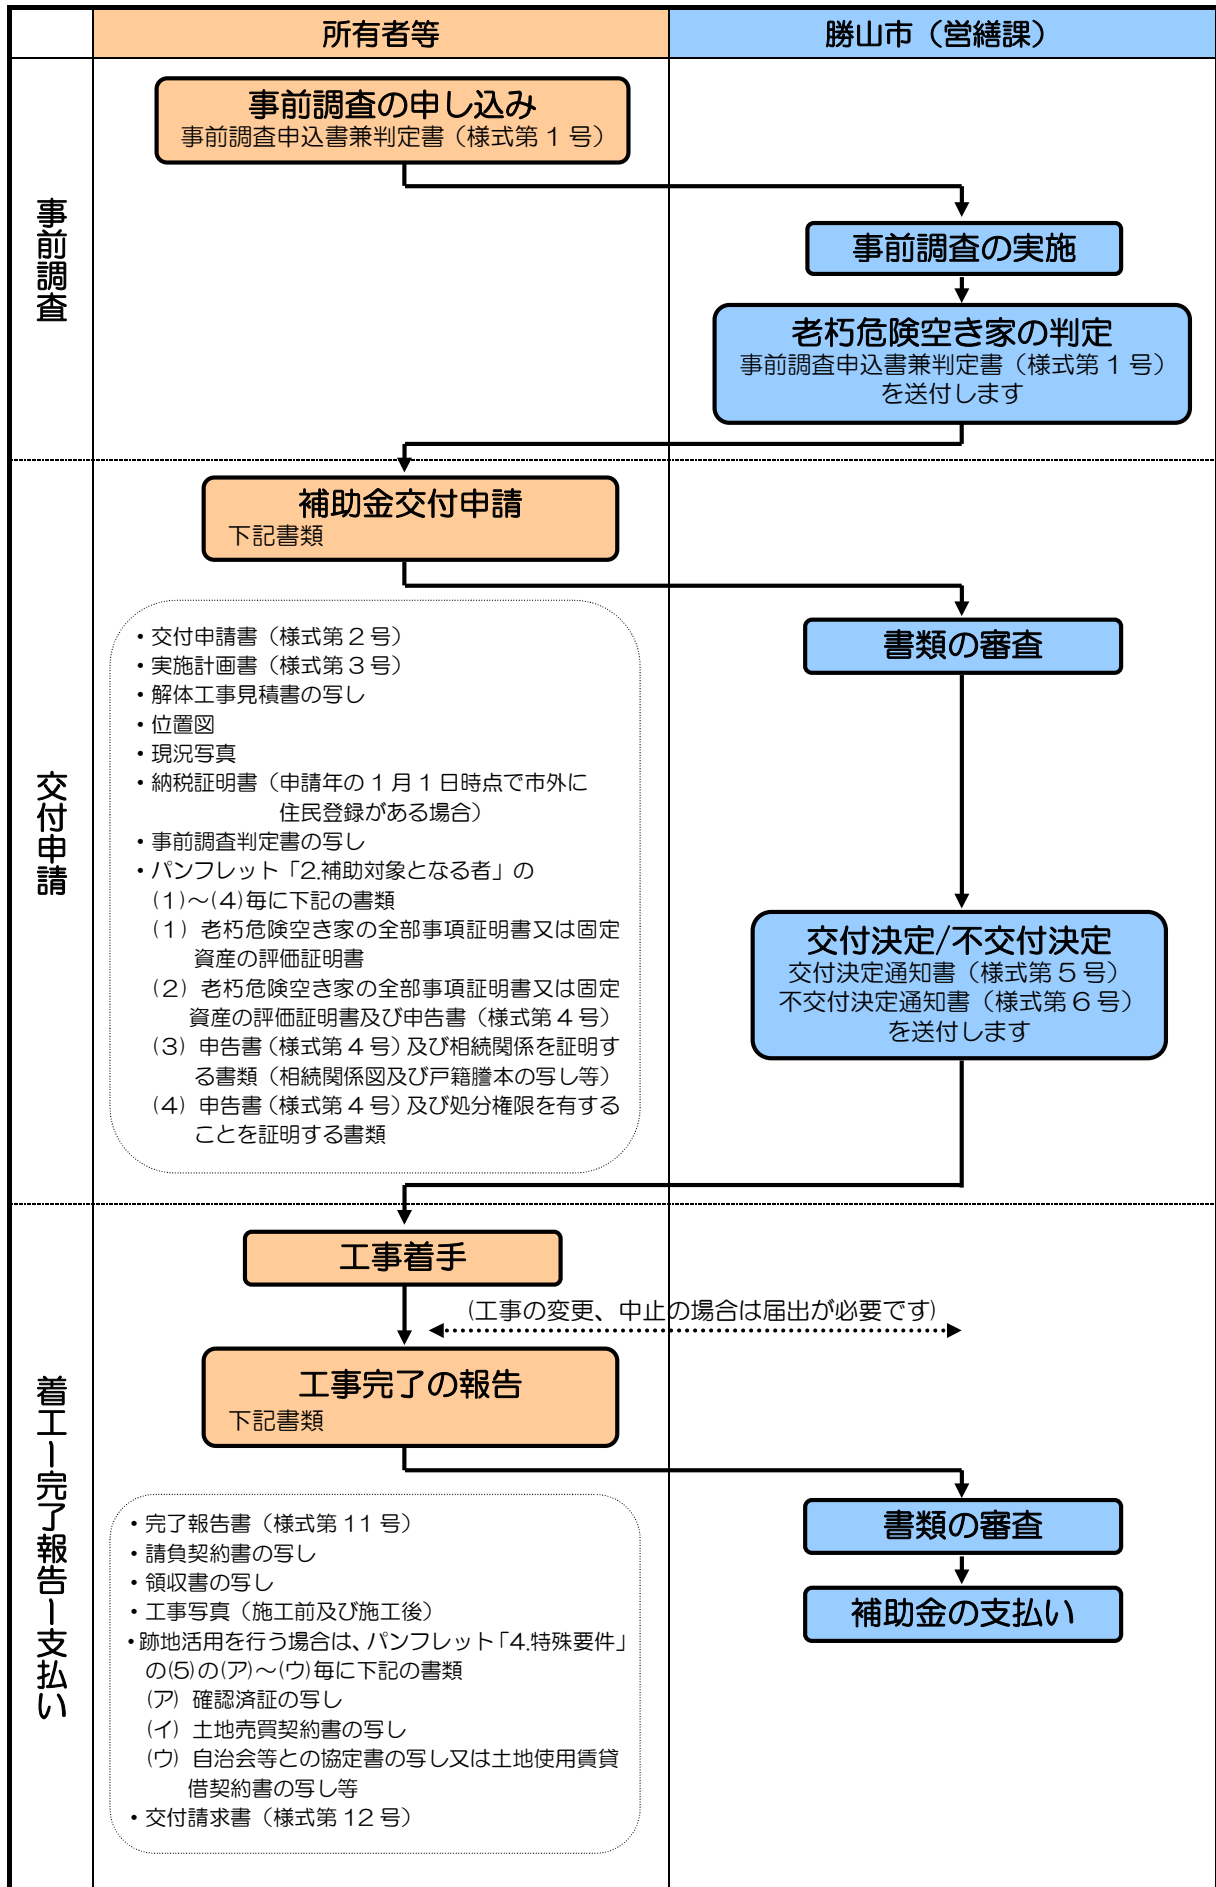 所有者等
勝山市（営繕課）
事前調査
事前調査の申し込み
事前調査申込書兼判定書（様式第１号）
事前調査の実施
老朽危険空き家の判定
事前調査申込書兼判定書（様式第１号）
を送付します
交付申請
補助金交付申請
下記書類
・交付申請書（様式第２号）
・実施計画書（様式第３号）
・解体工事見積書の写し
・位置図
・現況写真
・納税証明書（申請年の１月１日時点で市外に
住民登録がある場合）
・事前調査判定書の写し
・パンフレット「2.補助対象となる者」の
(1)～(4)毎に下記の書類
(1) 老朽危険空き家の全部事項証明書又は固定
資産の評価証明書
(2) 老朽危険空き家の全部事項証明書又は固定
資産の評価証明書及び申告書（様式第４号）
(3) 申告書（様式第４号）及び相続関係を証明す
る書類（相続関係図及び戸籍謄本の写し等）
(4) 申告書（様式第４号）及び処分権限を有する
ことを証明する書類
書類の審査
交付決定/不交付決定
交付決定通知書（様式第５号）
不交付決定通知書（様式第６号）
を送付します
着工ー完了報告ー支払い
工事着手
(工事の変更、中止の場合は届出が必要です)
工事完了の報告
下記書類
・完了報告書（様式第 11 号）
・請負契約書の写し
・領収書の写し
・工事写真（施工前及び施工後）
・跡地活用を行う場合は、パンフレット「4.特殊要件」
の(5)の(ア)～(ウ)毎に下記の書類
(ア) 確認済証の写し
(イ) 土地売買契約書の写し
(ウ) 自治会等との協定書の写し又は土地使用賃貸
借契約書の写し等
・交付請求書（様式第 12 号）
書類の審査
補助金の支払い